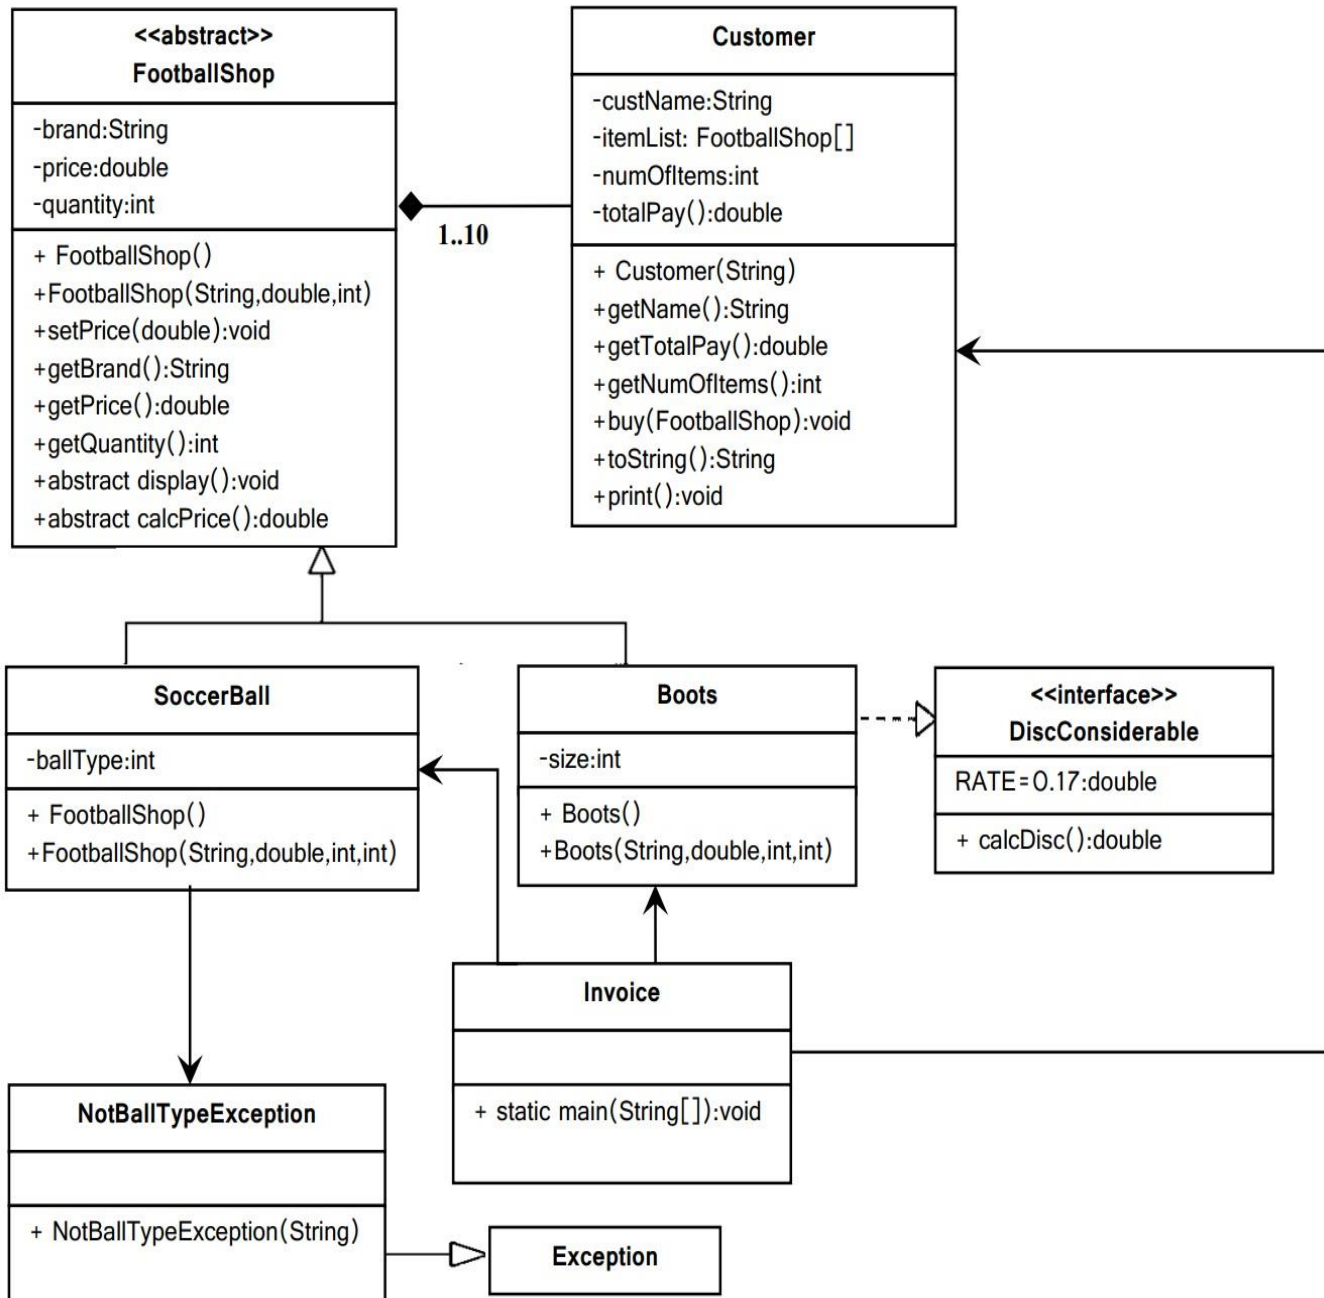 <<abstract>>
FootballShop
-brand:String
-price:double
-quantity:int
+ FootballShop()
+FootballShop(String,double,int)
+setPrice(double):void
+getBrand():String
+getPrice():double
+getQuantity():int
+abstract display():void
+abstract calcPrice():double
1..10
Customer
-custName:String
-itemList: FootballShop[]
-numOfItems:int
-totalPay():double
+ Customer(String)
+getName():String
+getTotalPay():double
+getNumOfItems():int
+buy(FootballShop):void
+toString():String
+print():void
SoccerBall
-ballType:int
+ FootballShop()
+FootballShop(String,double,int,int)
Boots
-size:int
+ Boots()
+Boots(String,double,int,int)
<<interface>>
DiscConsiderable
RATE=0.17:double
+ calcDisc():double
Invoice
+ static main(String[]):void
NotBallTypeException
+ NotBallTypeException(String)
Exception